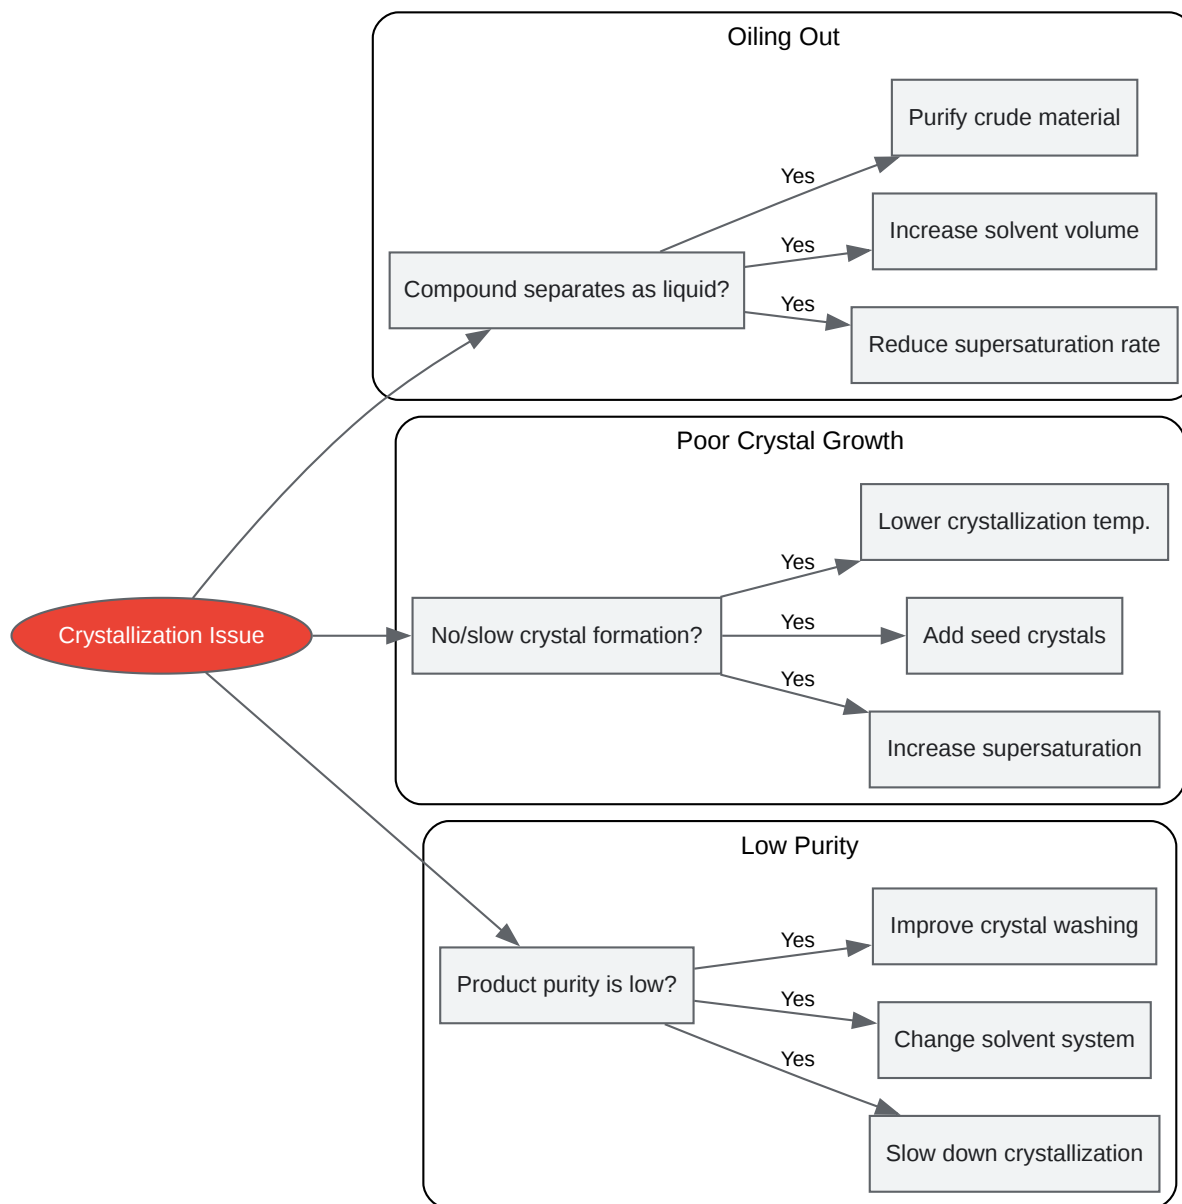 Oiling Out
Purify crude material
Yes
Increase solvent volume
Yes
Compound separates as liquid?
Yes
Reduce supersaturation rate
Poor Crystal Growth
Lower crystallization temp.
Yes
Crystallization Issue
No/slow crystal formation?
Yes
Add seed crystals
Yes
Increase supersaturation
Low Purity
Improve crystal washing
Yes
Product purity is low?
Yes
Change solvent system
Yes
Slow down crystallization